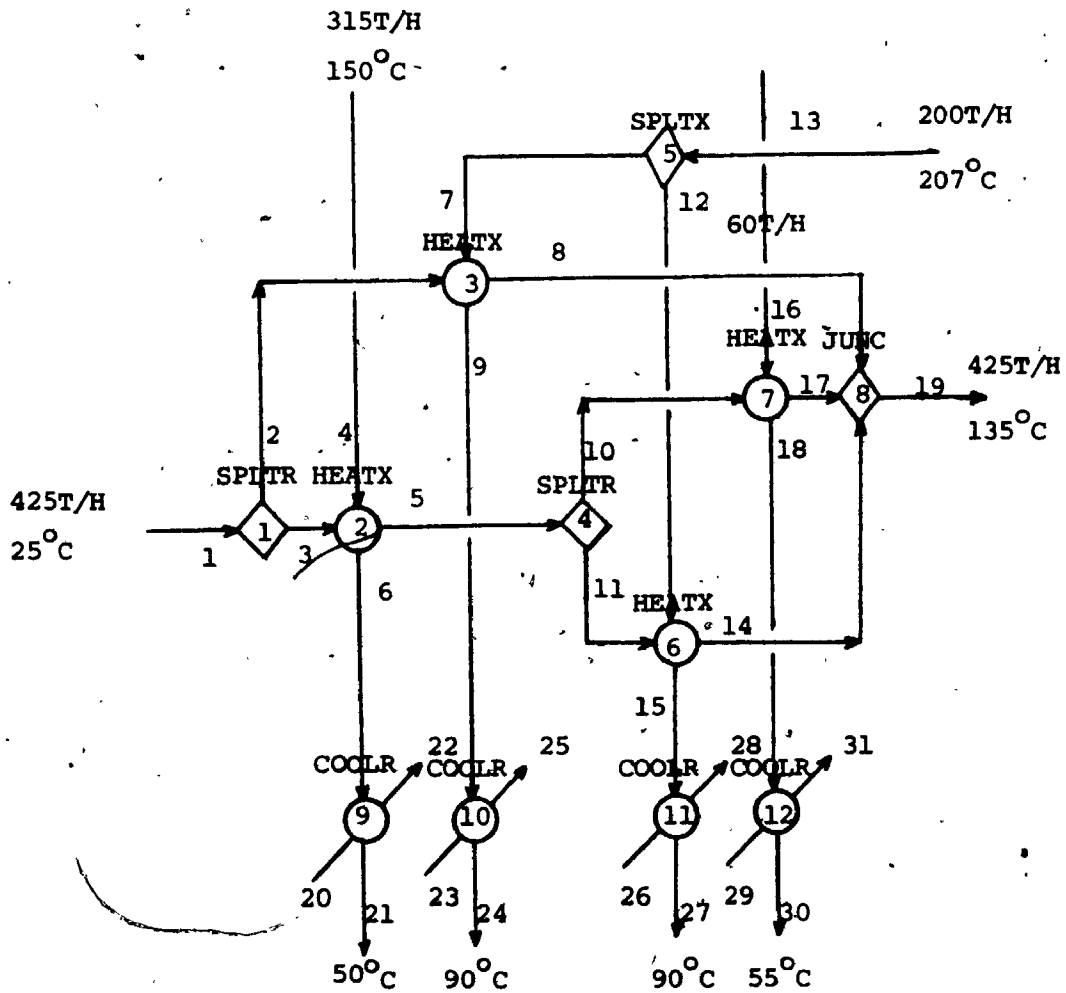 315T/H
150°C
SPLTX
13
200T/H
5
207°C
7
12
60T/H
HEATX
8
3
16
HEATX
JUNC
9
425T/H
7
17
8
19
135°C
2
4
10
18
SPLTR
HEATX
5
SPLTR
425T/H
1
2
4
25°C
1
3
6
11
HEATX
14
6
15
COOLR
22
COOLR
25
COOLR
28
COOLR
31
9
10
11
12
20
21
23
24
26
27
29
30
50°C
90°C
90°C
55°C